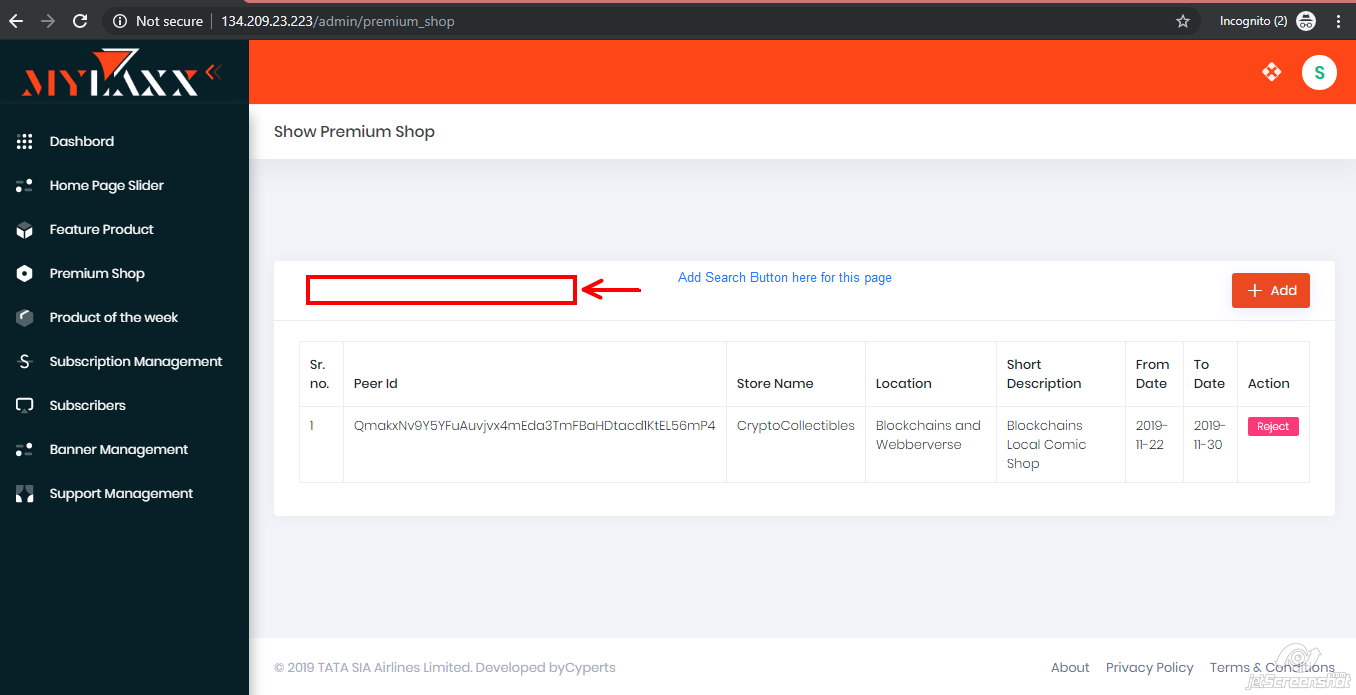 Not secure
134.209.23.223/admin/premium_shop
Incognito (2)
MYTAXX
S
Dashbord
Home Page Slider
Feature Product
Premium Shop
Product of the week
Subscription Management
Subscribers
Banner Management
Support Management
Show Premium Shop
Add Search Button here for this page
Add
Sr. no.
Peer Id
Store Name
Location
Short Description
From Date
To Date
Action
1
QmakxNv9Y5YFuAuvjvx4mEda3TmFBaHDtacd1KtEL56mP4
CryptoCollectibles
Blockchains and
Webberverse
Blockchains
Local Comic
Shop
2019-
11-22
2019-
11-30
Reject
© 2019 TATA SIA Airlines Limited. Developed byCyperts
About
Privacy Policy
Terms & Conditions
jetScreenshot